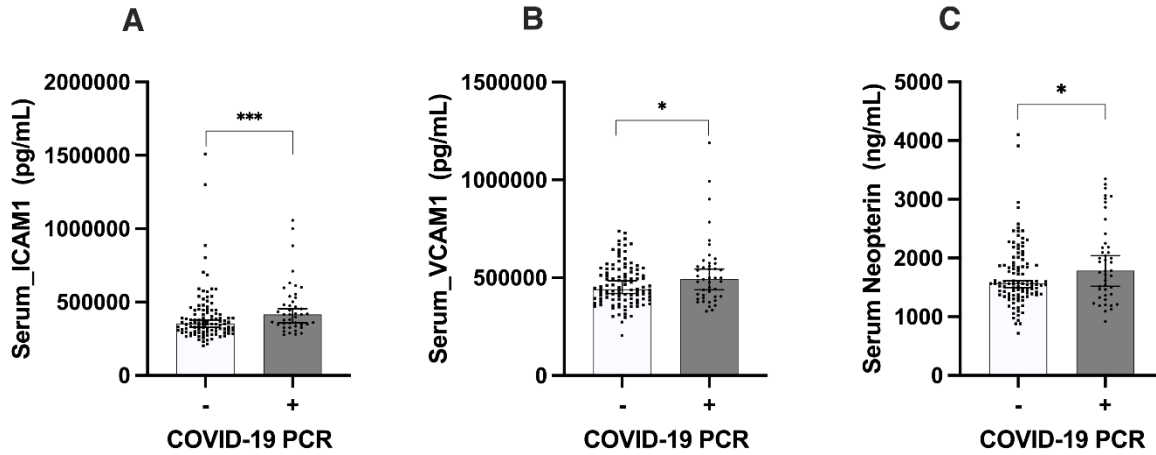 A
Serum_ICAM1 (pg/mL)
2000000
1500000
1000000
500000
0
***
- +
COVID-19 PCR
B
Serum_VCAM1 (pg/mL)
1500000
1000000
500000
0
*
- +
COVID-19 PCR
C
Serum Neopterin (ng/mL)
5000
4000
3000
2000
1000
0
*
- +
COVID-19 PCR